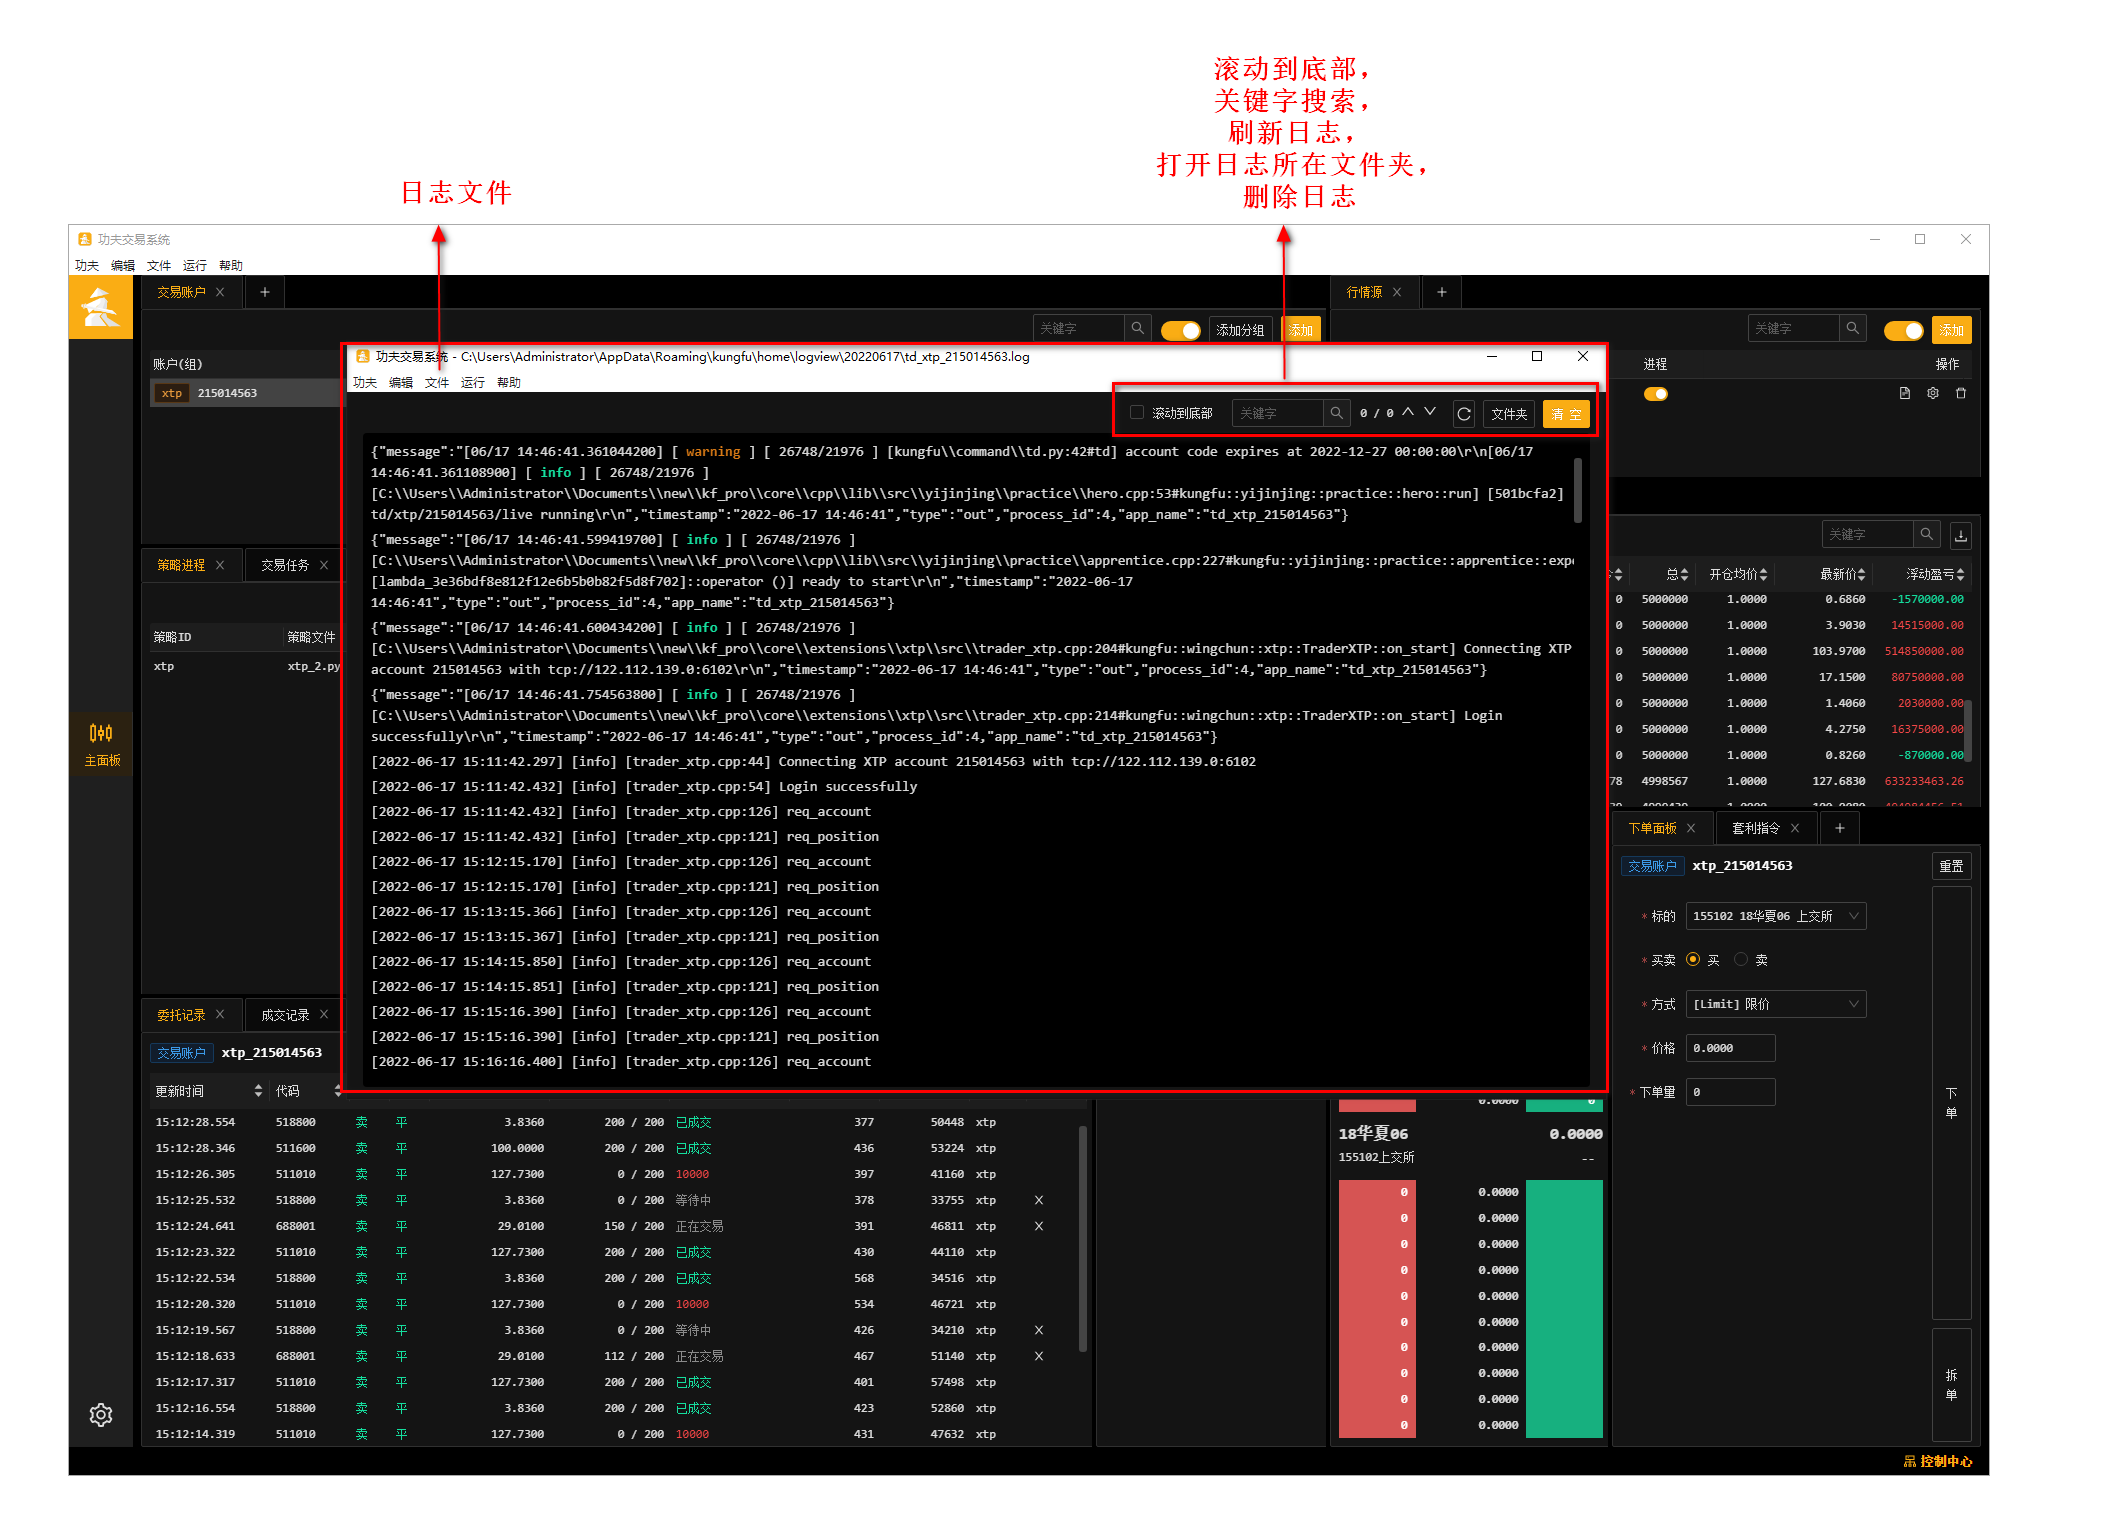 滚动到底部，
关键字搜索，
刷新日志，
打开日志所在文件夹，
删除日志
日志文件
功夫交易系统
功夫 编辑 文件 运行 帮助
交易账户
行情源
关键字 添加分组 添加
关键字 添加
账户(组)
进程 操作
xtp 215014563
功夫交易系统 - C:\Users\Administrator\AppData\Roaming\kungfu\home\logview\20220617\td_xtp_215014563.log
功夫 编辑 文件 运行 帮助
滚动到底部 关键字 0 / 0 文件夹 清 空
{"message":"[06/17 14:46:41.361044200] [ warning ] [ 26748/21976 ] [kungfu\\command\\td.py:42#td] account code expires at 2022-12-27 00:00:00\r\n[06/17
14:46:41.361108900] [ info ] [ 26748/21976 ]
[C:\\Users\\Administrator\\Documents\\new\\kf_pro\\core\\cpp\\lib\\src\\yijinjing\\practice\\hero.cpp:53#kungfu::yijinjing::practice::hero::run] [501bcfa2]
td/xtp/215014563/live running\r\n","timestamp":"2022-06-17 14:46:41","type":"out","process_id":4,"app_name":"td_xtp_215014563"}
{"message":"[06/17 14:46:41.599419700] [ info ] [ 26748/21976 ]
[C:\\Users\\Administrator\\Documents\\new\\kf_pro\\core\\cpp\\lib\\src\\yijinjing\\practice\\apprentice.cpp:227#kungfu::yijinjing::practice::apprentice::expe
[lambda_3e36bdf8e812f12e6b5b0b82f5d8f702]::operator ()] ready to start\r\n","timestamp":"2022-06-17
14:46:41","type":"out","process_id":4,"app_name":"td_xtp_215014563"}
{"message":"[06/17 14:46:41.600434200] [ info ] [ 26748/21976 ]
[C:\\Users\\Administrator\\Documents\\new\\kf_pro\\core\\extensions\\xtp\\src\\trader_xtp.cpp:204#kungfu::wingchun::xtp::TraderXTP::on_start] Connecting XTP
account 215014563 with tcp://122.112.139.0:6102\r\n","timestamp":"2022-06-17 14:46:41","type":"out","process_id":4,"app_name":"td_xtp_215014563"}
{"message":"[06/17 14:46:41.754563800] [ info ] [ 26748/21976 ]
[C:\\Users\\Administrator\\Documents\\new\\kf_pro\\core\\extensions\\xtp\\src\\trader_xtp.cpp:214#kungfu::wingchun::xtp::TraderXTP::on_start] Login
successfully\r\n","timestamp":"2022-06-17 14:46:41","type":"out","process_id":4,"app_name":"td_xtp_215014563"}
[2022-06-17 15:11:42.297] [info] [trader_xtp.cpp:44] Connecting XTP account 215014563 with tcp://122.112.139.0:6102
[2022-06-17 15:11:42.432] [info] [trader_xtp.cpp:54] Login successfully
[2022-06-17 15:11:42.432] [info] [trader_xtp.cpp:126] req_account
[2022-06-17 15:11:42.432] [info] [trader_xtp.cpp:121] req_position
[2022-06-17 15:12:15.170] [info] [trader_xtp.cpp:126] req_account
[2022-06-17 15:12:15.170] [info] [trader_xtp.cpp:121] req_position
[2022-06-17 15:13:15.366] [info] [trader_xtp.cpp:126] req_account
[2022-06-17 15:13:15.367] [info] [trader_xtp.cpp:121] req_position
[2022-06-17 15:14:15.850] [info] [trader_xtp.cpp:126] req_account
[2022-06-17 15:14:15.851] [info] [trader_xtp.cpp:121] req_position
[2022-06-17 15:15:16.390] [info] [trader_xtp.cpp:126] req_account
[2022-06-17 15:15:16.390] [info] [trader_xtp.cpp:121] req_position
[2022-06-17 15:16:16.400] [info] [trader_xtp.cpp:126] req_account
策略进程 交易任务
策略ID 策略文件
xtp xtp_2.py
主面板
关键字
总 开仓均价 最新价 浮动盈亏
0 5000000 1.0000 0.6860 -1570000.00
0 5000000 1.0000 3.9030 14515000.00
0 5000000 1.0000 103.9700 514850000.00
0 5000000 1.0000 17.1500 80750000.00
0 5000000 1.0000 1.4060 2030000.00
0 5000000 1.0000 4.2750 16375000.00
0 5000000 1.0000 0.8260 -870000.00
78 4998567 1.0000 127.6830 633233463.26
下单面板 套利指令
交易账户 xtp_215014563 重置
* 标的 155102 18华夏06 上交所
* 买卖 买 卖
* 方式 [Limit] 限价
* 价格 0.0000
* 下单量 0
下单
拆单
委托记录 成交记录
交易账户 xtp_215014563
更新时间 代码
15:12:28.554 518800 卖 平 3.8360 200 / 200 已成交 377 50448 xtp
15:12:28.346 511600 卖 平 100.0000 200 / 200 已成交 436 53224 xtp
15:12:26.305 511010 卖 平 127.7300 0 / 200 10000 397 41160 xtp
15:12:25.532 518800 卖 平 3.8360 0 / 200 等待中 378 33755 xtp
15:12:24.641 688001 卖 平 29.0100 150 / 200 正在交易 391 46811 xtp
15:12:23.322 511010 卖 平 127.7300 200 / 200 已成交 430 44110 xtp
15:12:22.534 518800 卖 平 3.8360 200 / 200 已成交 568 34516 xtp
15:12:20.320 511010 卖 平 127.7300 0 / 200 10000 534 46721 xtp
15:12:19.567 518800 卖 平 3.8360 0 / 200 等待中 426 34210 xtp
15:12:18.633 688001 卖 平 29.0100 112 / 200 正在交易 467 51140 xtp
15:12:17.317 511010 卖 平 127.7300 200 / 200 已成交 401 57498 xtp
15:12:16.554 518800 卖 平 3.8360 200 / 200 已成交 423 52860 xtp
15:12:14.319 511010 卖 平 127.7300 0 / 200 10000 431 47632 xtp
0.0000 0
18华夏06 0.0000
155102上交所 --
0 0.0000
0 0.0000
0 0.0000
0 0.0000
0 0.0000
0 0.0000
0 0.0000
0 0.0000
0 0.0000
0 0.0000
控制中心